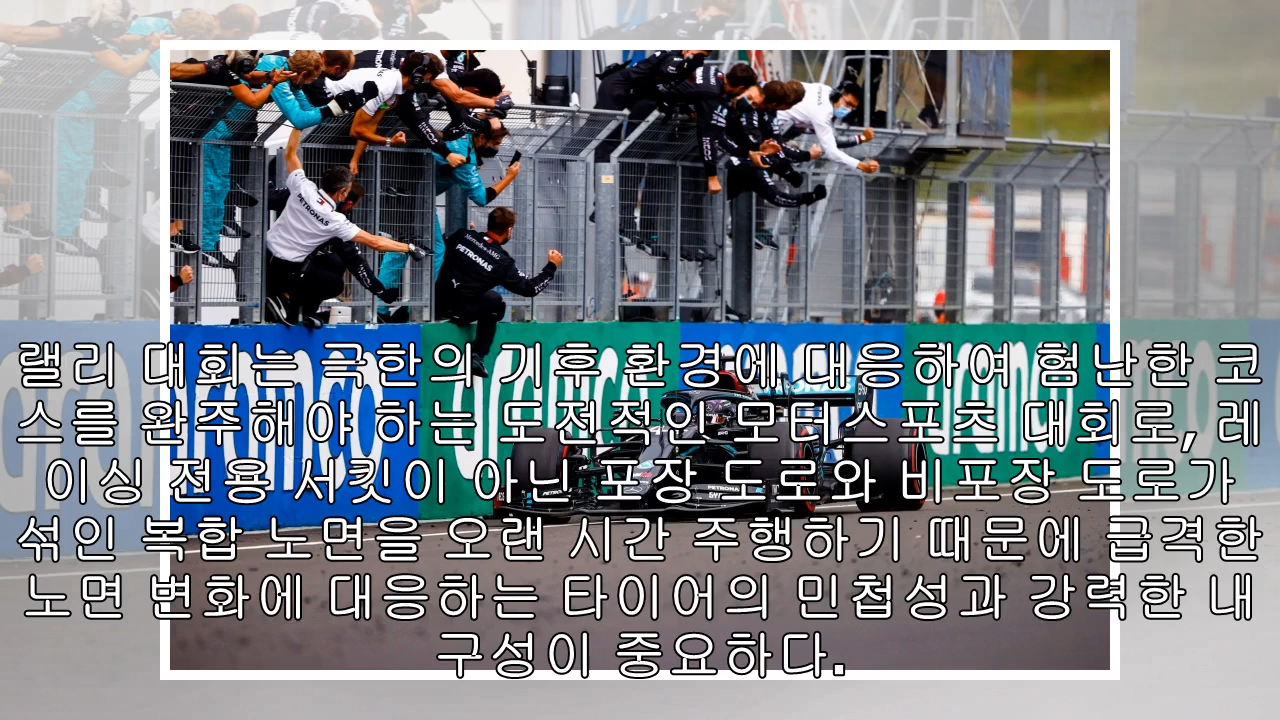 PETRONAS
Mercedes-AMG
PETRONAS
aramco
랠리 대회는 극한의 기후 환경에 대응하여 험난한 코
스를 완주해야 하는 도전적인 모터스포츠 대회로, 레
이싱 전용 서킷이 아닌 포장 도로와 비포장 도로가
섞인 복합 노면을 오랜 시간 주행하기 때문에 급격한
노면 변화에 대응하는 타이어의 민첩성과 강력한 내
구성이 중요하다.